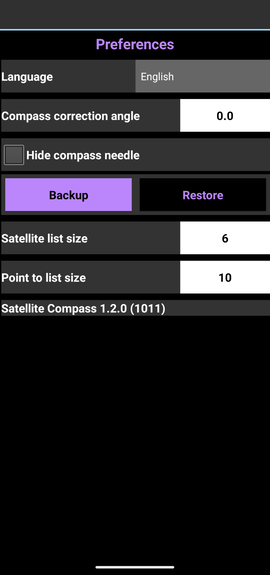 Preferences
Language English
Compass correction angle 0.0
Hide compass needle
Backup Restore
Satellite list size 6
Point to list size 10
Satellite Compass 1.2.0 (1011)